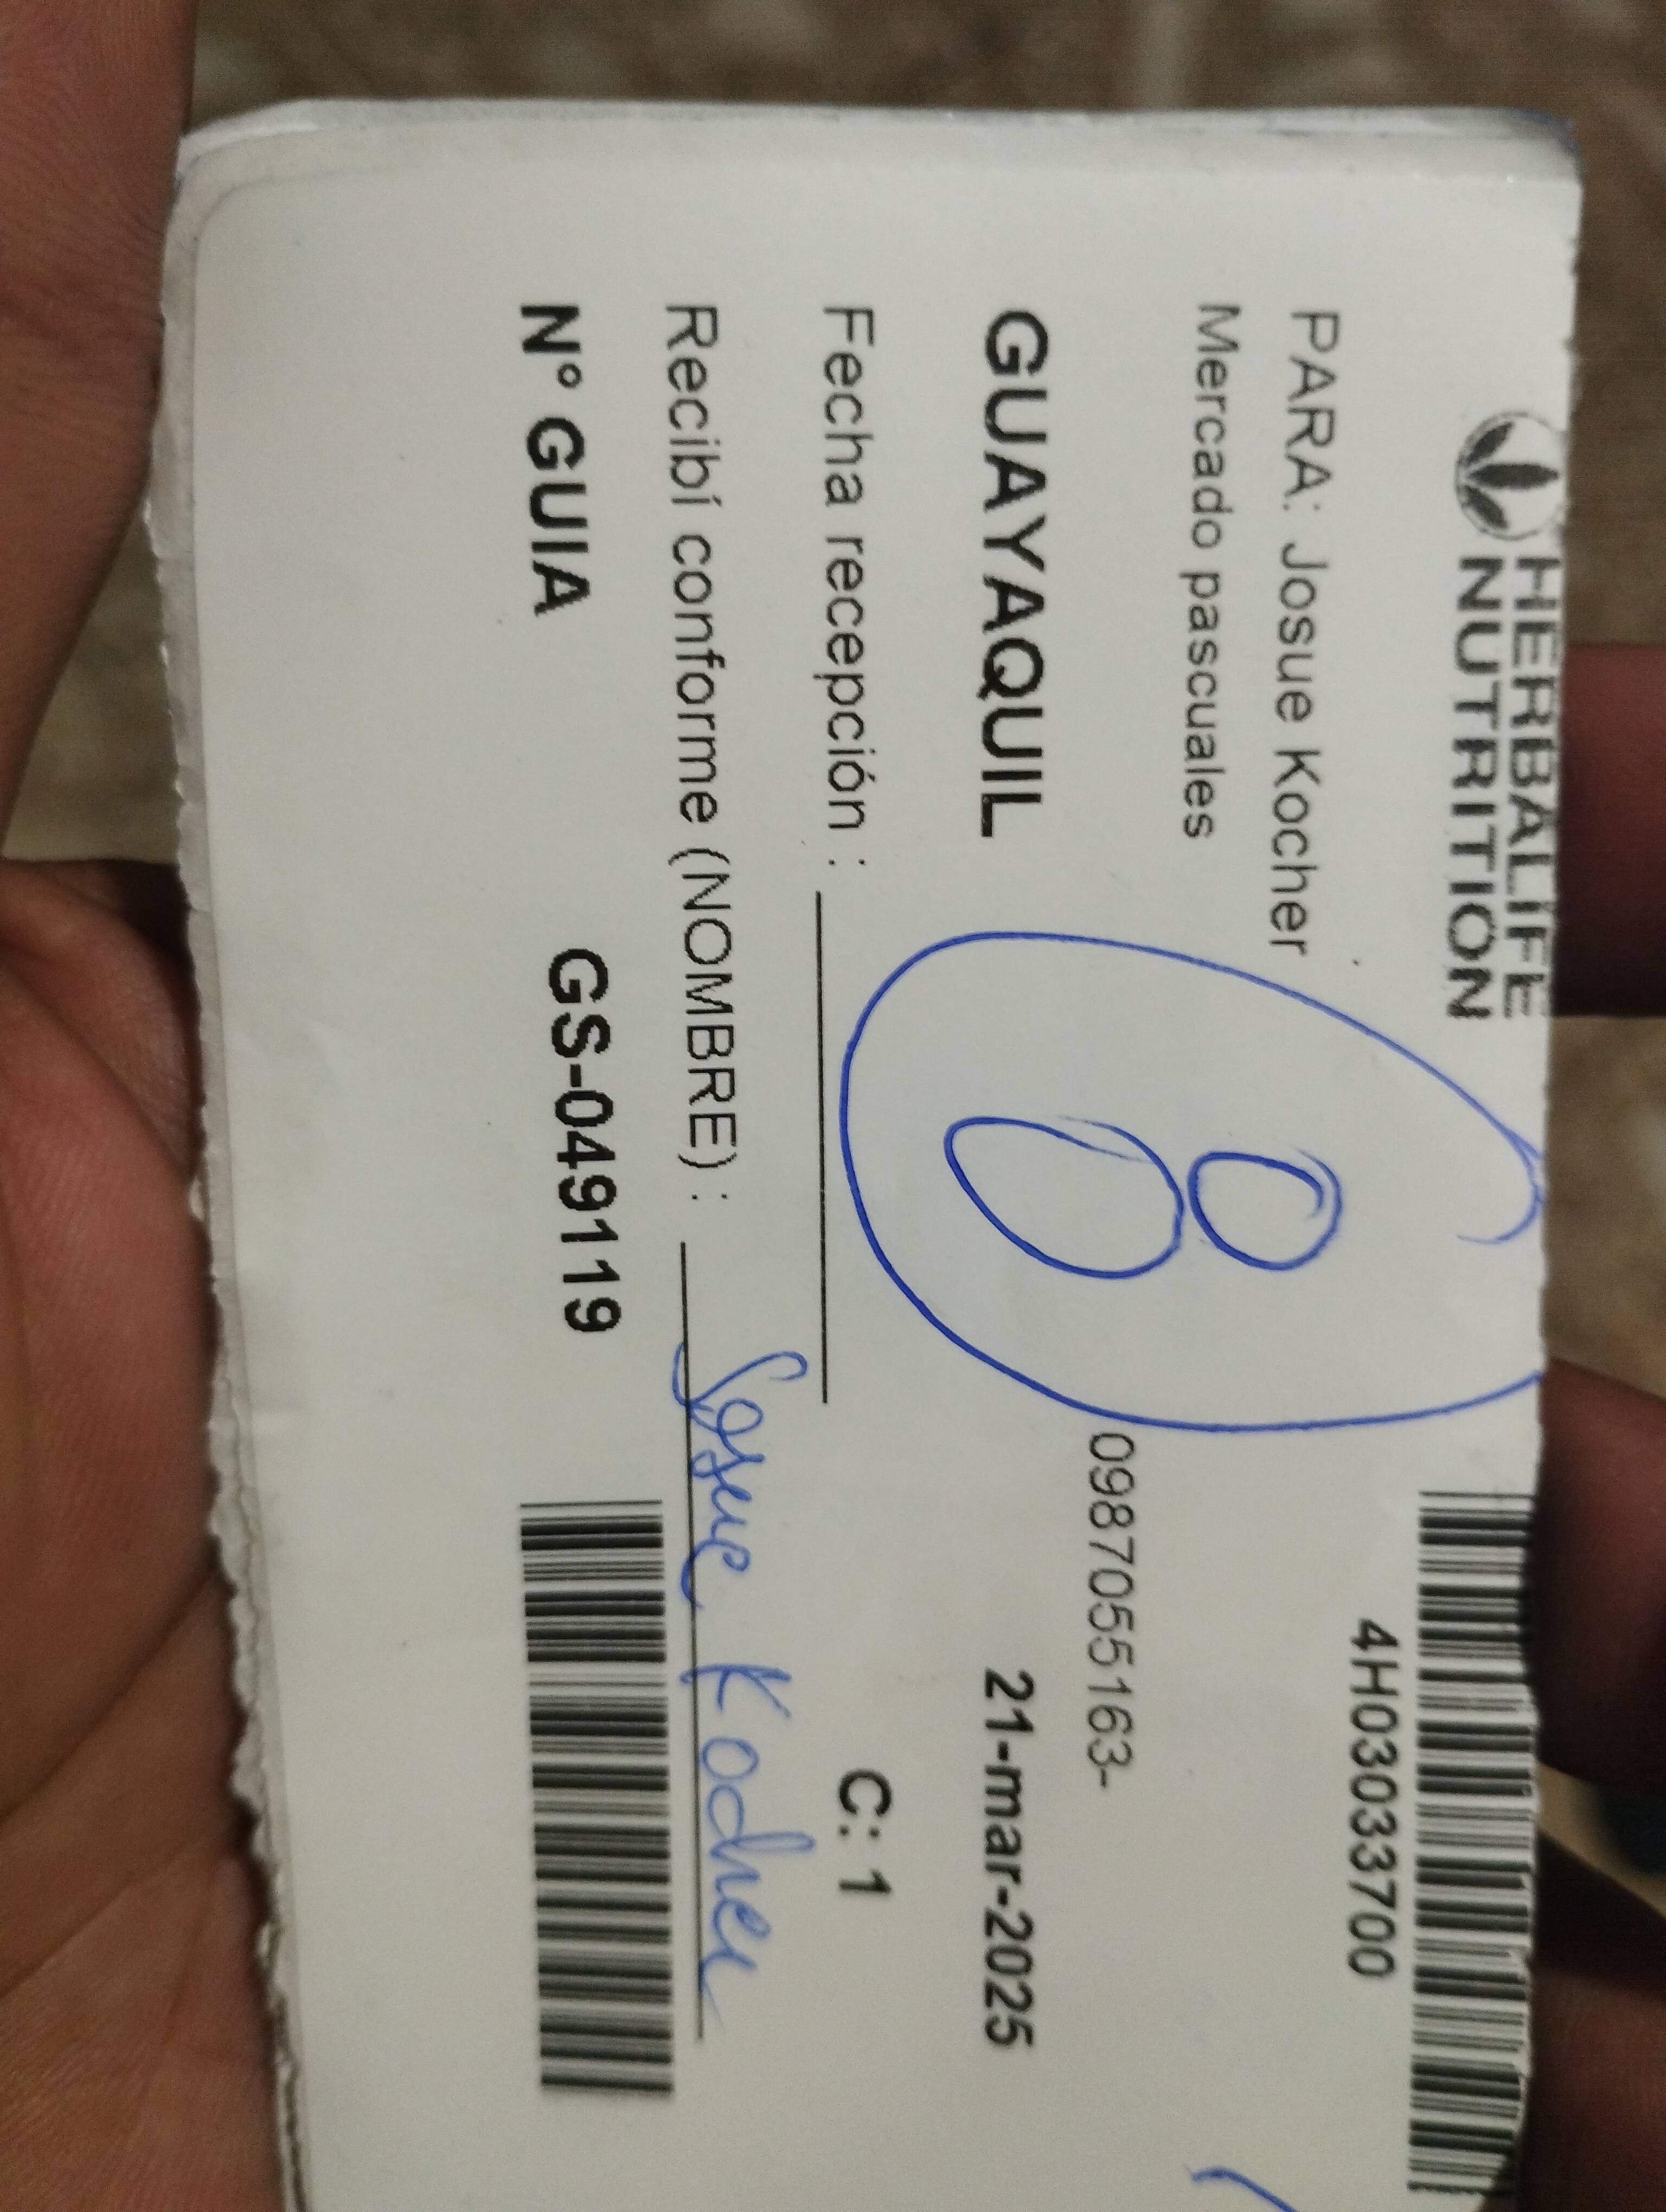 HERBALIFE
NUTRITION
4H03033700
PARA: Josue Kocher
Mercado pascuales
0987055163-
8
GUAYAQUIL
21-mar-2025
Fecha recepción :
C: 1
Recibí conforme (NOMBRE) : Josue Kocher
N° GUIA GS-049119